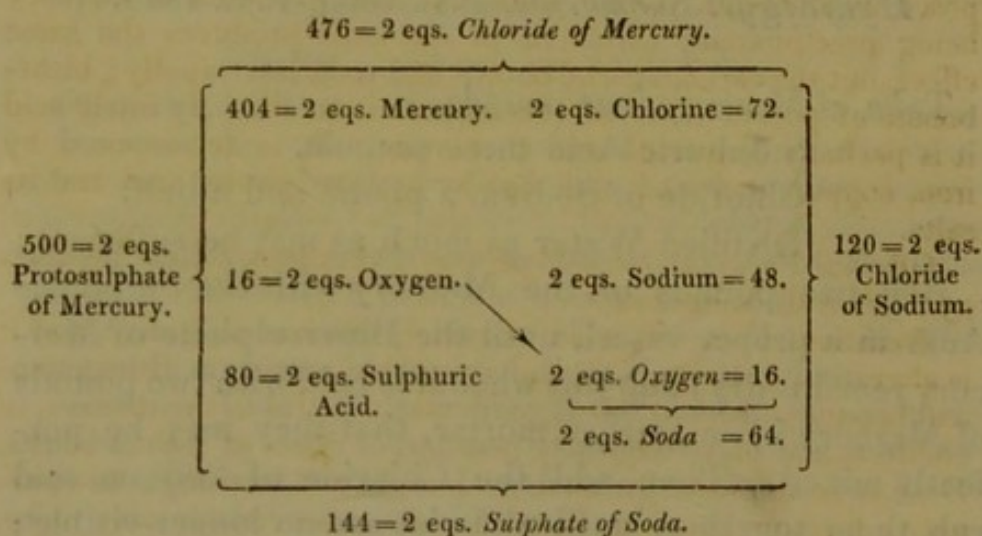 476 = 2 eqs. Chloride of Mercury.
404 = 2 eqs. Mercury. 2 eqs. Chlorine = 72.
500 = 2 eqs.
Protosulphate
of Mercury.
16 = 2 eqs. Oxygen. 2 eqs. Sodium = 48.
120 = 2 eqs.
Chloride
of Sodium.
80 = 2 eqs. Sulphuric
Acid.
2 eqs. Oxygen = 16.
2 eqs. Soda = 64.
144 = 2 eqs. Sulphate of Soda.